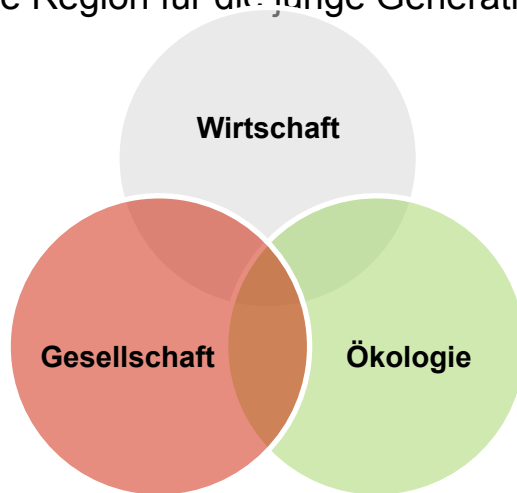 Region für die junge
Wirtschaft
Gesellschaft
Ökologie